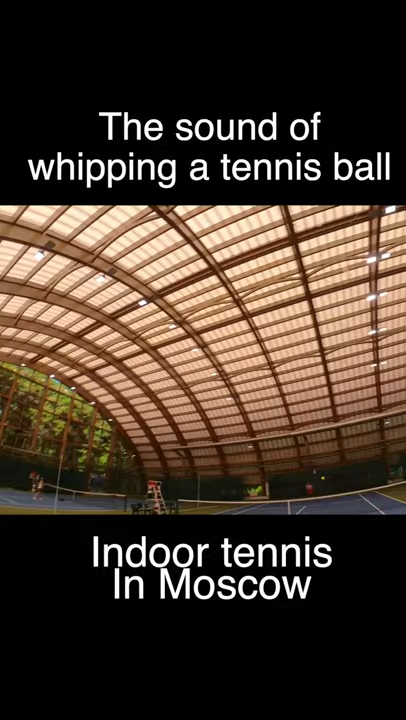 The sound of
whipping a tennis ball
Indoor tennis
In Moscow